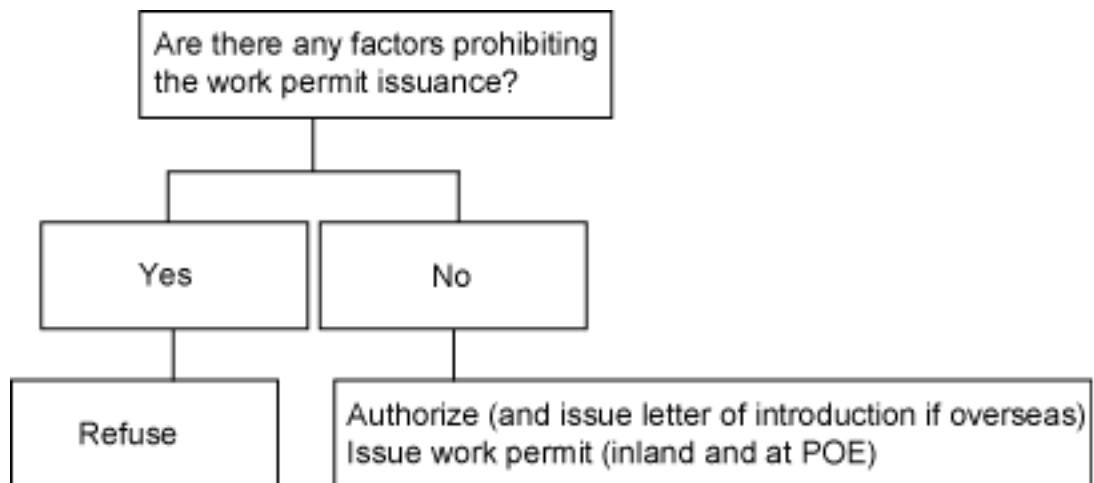 Are there any factors prohibiting
the work permit issuance?
Yes
No
Refuse
Authorize (and issue letter of introduction if overseas)
Issue work permit (inland and at POE)